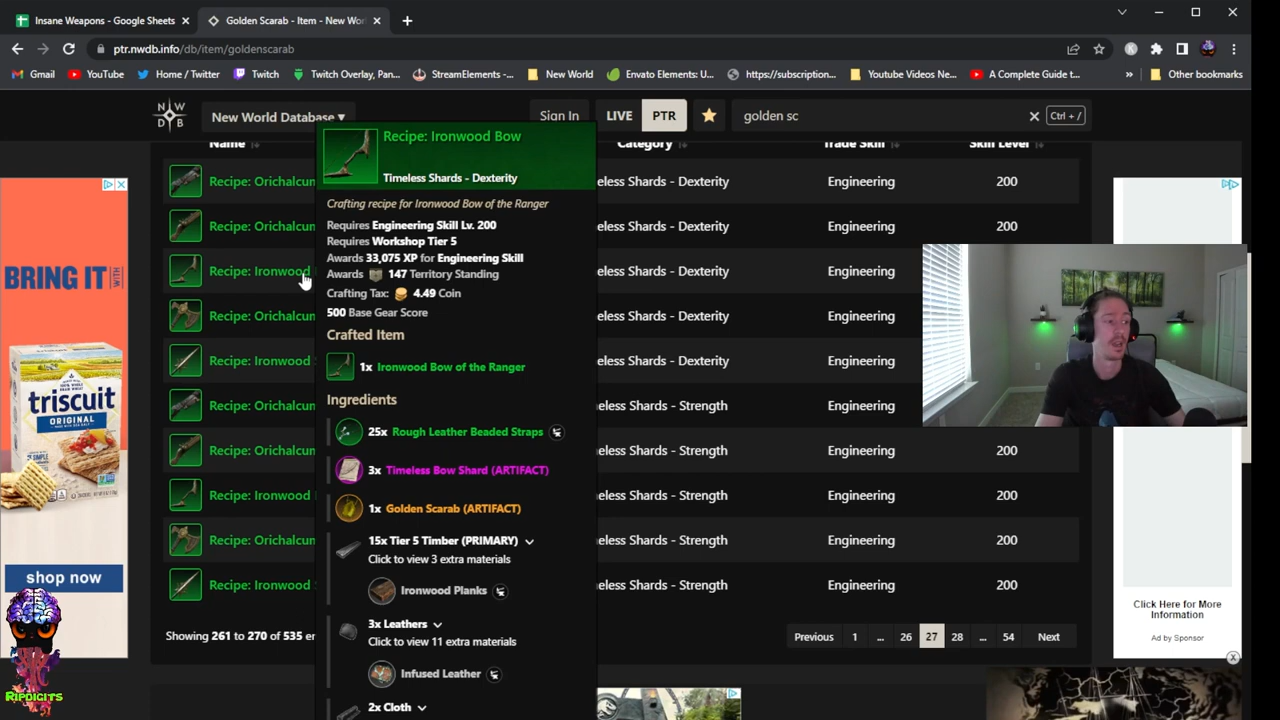 Insane Weapons - Google Sheets
Golden Scarab - Item - New Wor
ptr.nwdb.info/db/item/goldenscarab
Gmail
YouTube
Home / Twitter
Twitch
Twitch Overlay, Pan...
StreamElements -...
New World
Envato Elements: U...
https://subscription...
Youtube Videos Ne...
A Complete Guide t...
»
Other bookmarks
N W
D B
New World Database ▾
Sign In
LIVE
PTR
golden sc
Ctrl + /
Name
Category
Trade Skill
Skill Level
Recipe: Orichalcum
eless Shards - Dexterity
Engineering
200
Recipe: Orichalcum
eless Shards - Dexterity
Engineering
200
Recipe: Ironwood
eless Shards - Dexterity
Engineering
200
Recipe: Orichalcum
eless Shards - Dexterity
Engineering
200
Recipe: Ironwood S
eless Shards - Dexterity
Engineering
200
Recipe: Orichalcum
eless Shards - Strength
Engineering
200
Recipe: Orichalcum
eless Shards - Strength
Engineering
200
Recipe: Ironwood
eless Shards - Strength
Engineering
200
Recipe: Orichalcum
eless Shards - Strength
Engineering
200
Recipe: Ironwood S
eless Shards - Strength
Engineering
200
Showing 261 to 270 of 535 en
Previous
1
...
26
27
28
...
54
Next
Recipe: Ironwood Bow
Timeless Shards - Dexterity
Crafting recipe for Ironwood Bow of the Ranger
Requires Engineering Skill Lv. 200
Requires Workshop Tier 5
Awards 33,075 XP for Engineering Skill
Awards 147 Territory Standing
Crafting Tax: 4.49 Coin
500 Base Gear Score
Crafted Item
1x Ironwood Bow of the Ranger
Ingredients
25x Rough Leather Beaded Straps
3x Timeless Bow Shard (ARTIFACT)
1x Golden Scarab (ARTIFACT)
15x Tier 5 Timber (PRIMARY)
Click to view 3 extra materials
Ironwood Planks
3x Leathers
Click to view 11 extra materials
Infused Leather
2x Cloth
BRING IT WITH
triscuit
ORIGINAL
shop now
RIPDIGITS
Click Here for More
Information
Ad by Sponsor